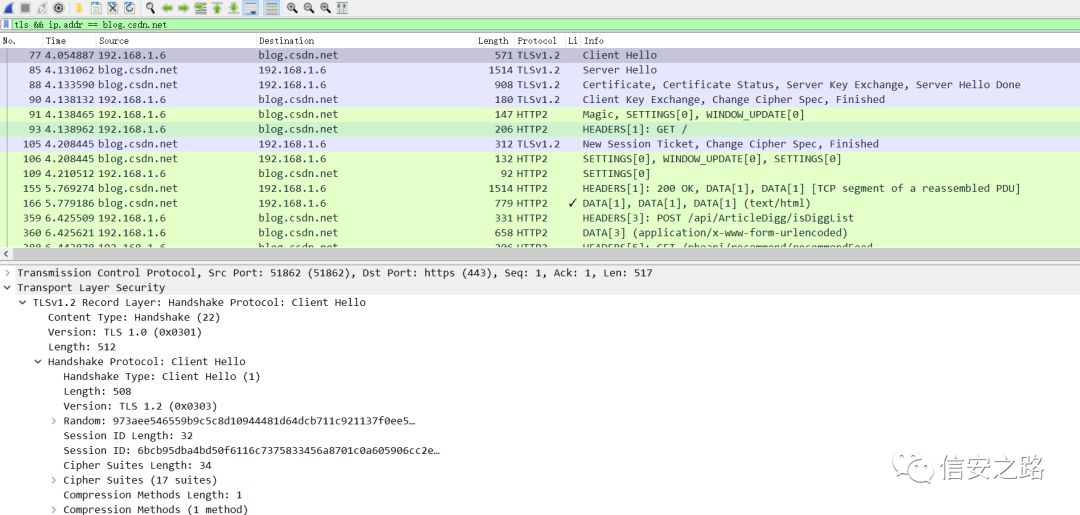 tls && ip.addr == blog.csdn.net
No. Time Source Destination Length Protocol Li Info
77 4.054887 192.168.1.6 blog.csdn.net 571 TLSv1.2 Client Hello
85 4.131062 blog.csdn.net 192.168.1.6 1514 TLSv1.2 Server Hello
88 4.133590 blog.csdn.net 192.168.1.6 908 TLSv1.2 Certificate, Certificate Status, Server Key Exchange, Server Hello Done
90 4.138132 192.168.1.6 blog.csdn.net 180 TLSv1.2 Client Key Exchange, Change Cipher Spec, Finished
91 4.138465 192.168.1.6 blog.csdn.net 147 HTTP2 Magic, SETTINGS[0], WINDOW_UPDATE[0]
93 4.138962 192.168.1.6 blog.csdn.net 206 HTTP2 HEADERS[1]: GET /
105 4.208445 blog.csdn.net 192.168.1.6 312 TLSv1.2 New Session Ticket, Change Cipher Spec, Finished
106 4.208445 blog.csdn.net 192.168.1.6 132 HTTP2 SETTINGS[0], WINDOW_UPDATE[0], SETTINGS[0]
109 4.210512 blog.csdn.net 192.168.1.6 92 HTTP2 SETTINGS[0]
155 5.769274 blog.csdn.net 192.168.1.6 1514 HTTP2 HEADERS[1]: 200 OK, DATA[1], DATA[1] [TCP segment of a reassembled PDU]
166 5.779186 blog.csdn.net 192.168.1.6 779 HTTP2 ✓ DATA[1], DATA[1], DATA[1] (text/html)
359 6.425509 192.168.1.6 blog.csdn.net 331 HTTP2 HEADERS[3]: POST /api/ArticleDigg/isDiggList
360 6.425621 192.168.1.6 blog.csdn.net 658 HTTP2 DATA[3] (application/x-www-form-urlencoded)
Transmission Control Protocol, Src Port: 51862 (51862), Dst Port: https (443), Seq: 1, Ack: 1, Len: 517
Transport Layer Security
TLSv1.2 Record Layer: Handshake Protocol: Client Hello
Content Type: Handshake (22)
Version: TLS 1.0 (0x0301)
Length: 512
Handshake Protocol: Client Hello
Handshake Type: Client Hello (1)
Length: 508
Version: TLS 1.2 (0x0303)
Random: 973aee546559b9c5c8d10944481d64dcb711c921137f0ee5…
Session ID Length: 32
Session ID: 6bcb95dba4bd50f6116c7375833456a8701c0a605906cc2e…
Cipher Suites Length: 34
Cipher Suites (17 suites)
Compression Methods Length: 1
Compression Methods (1 method)
信安之路